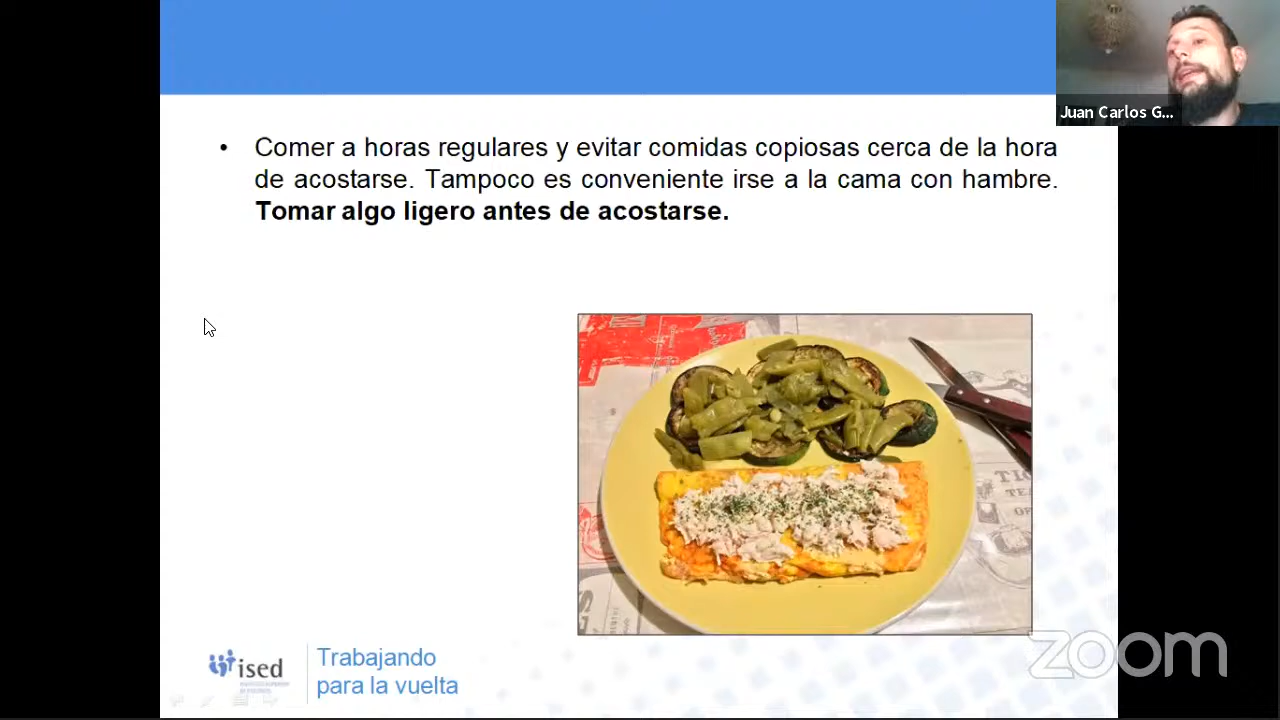 Juan Carlos G...
• Comer a horas regulares y evitar comidas copiosas cerca de la hora
de acostarse. Tampoco es conveniente irse a la cama con hambre.
Tomar algo ligero antes de acostarse.
ised
Trabajando
para la vuelta
zoom